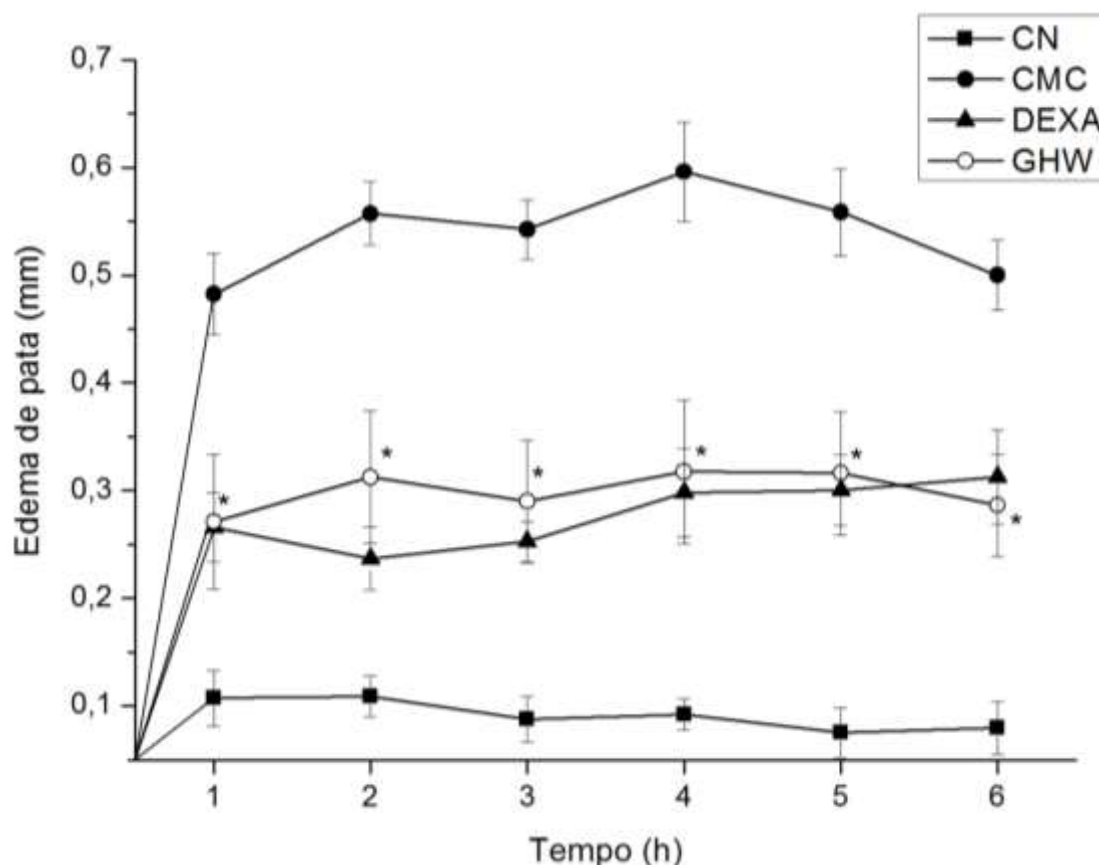 CN
CMC
DEXA
GHW
0,7
0,6
0,5
0,4
0,3
0,2
0,1
Edema de pata (mm)
*
*
*
*
*
*
1 2 3 4 5 6
Tempo (h)